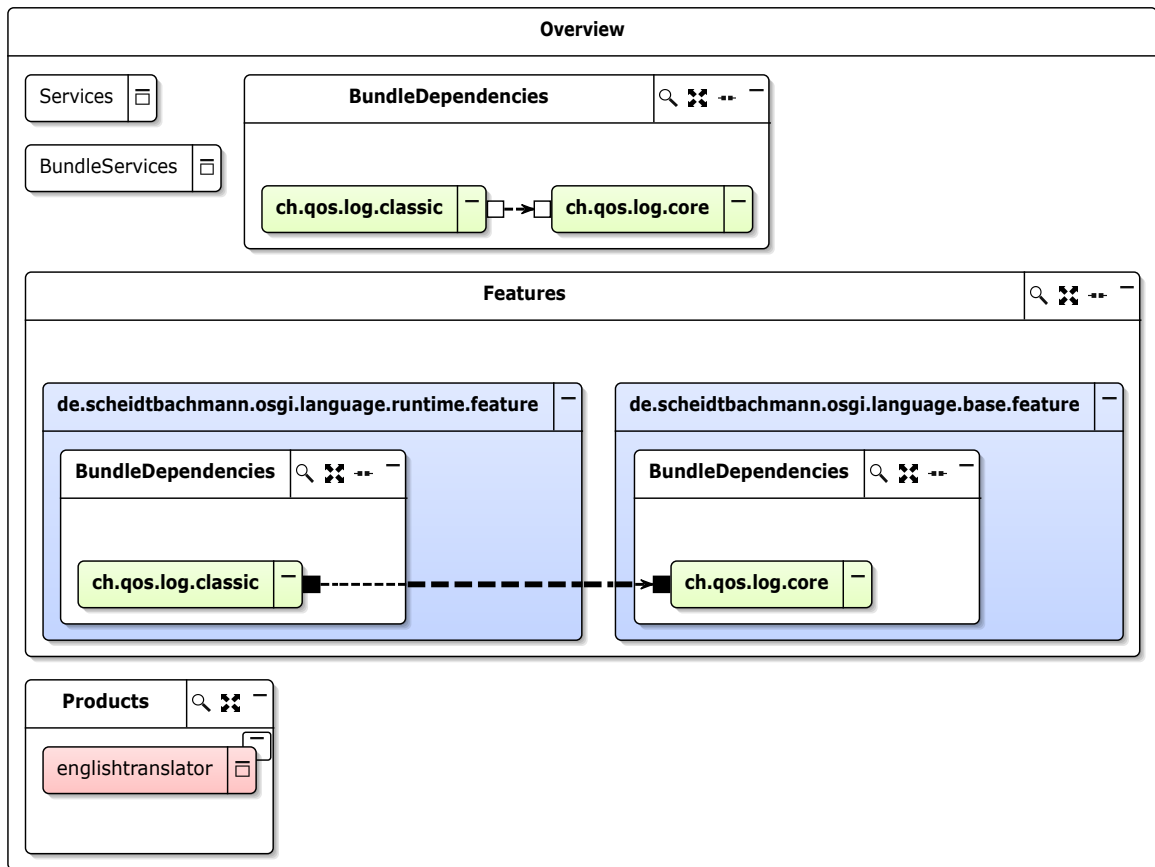 Overview
Services
BundleDependencies
BundleServices
ch.qos.log.classic
ch.qos.log.core
Features
de.scheidtbachmann.osgi.language.runtime.feature
de.scheidtbachmann.osgi.language.base.feature
BundleDependencies
BundleDependencies
ch.qos.log.classic
ch.qos.log.core
Products
englishtranslator